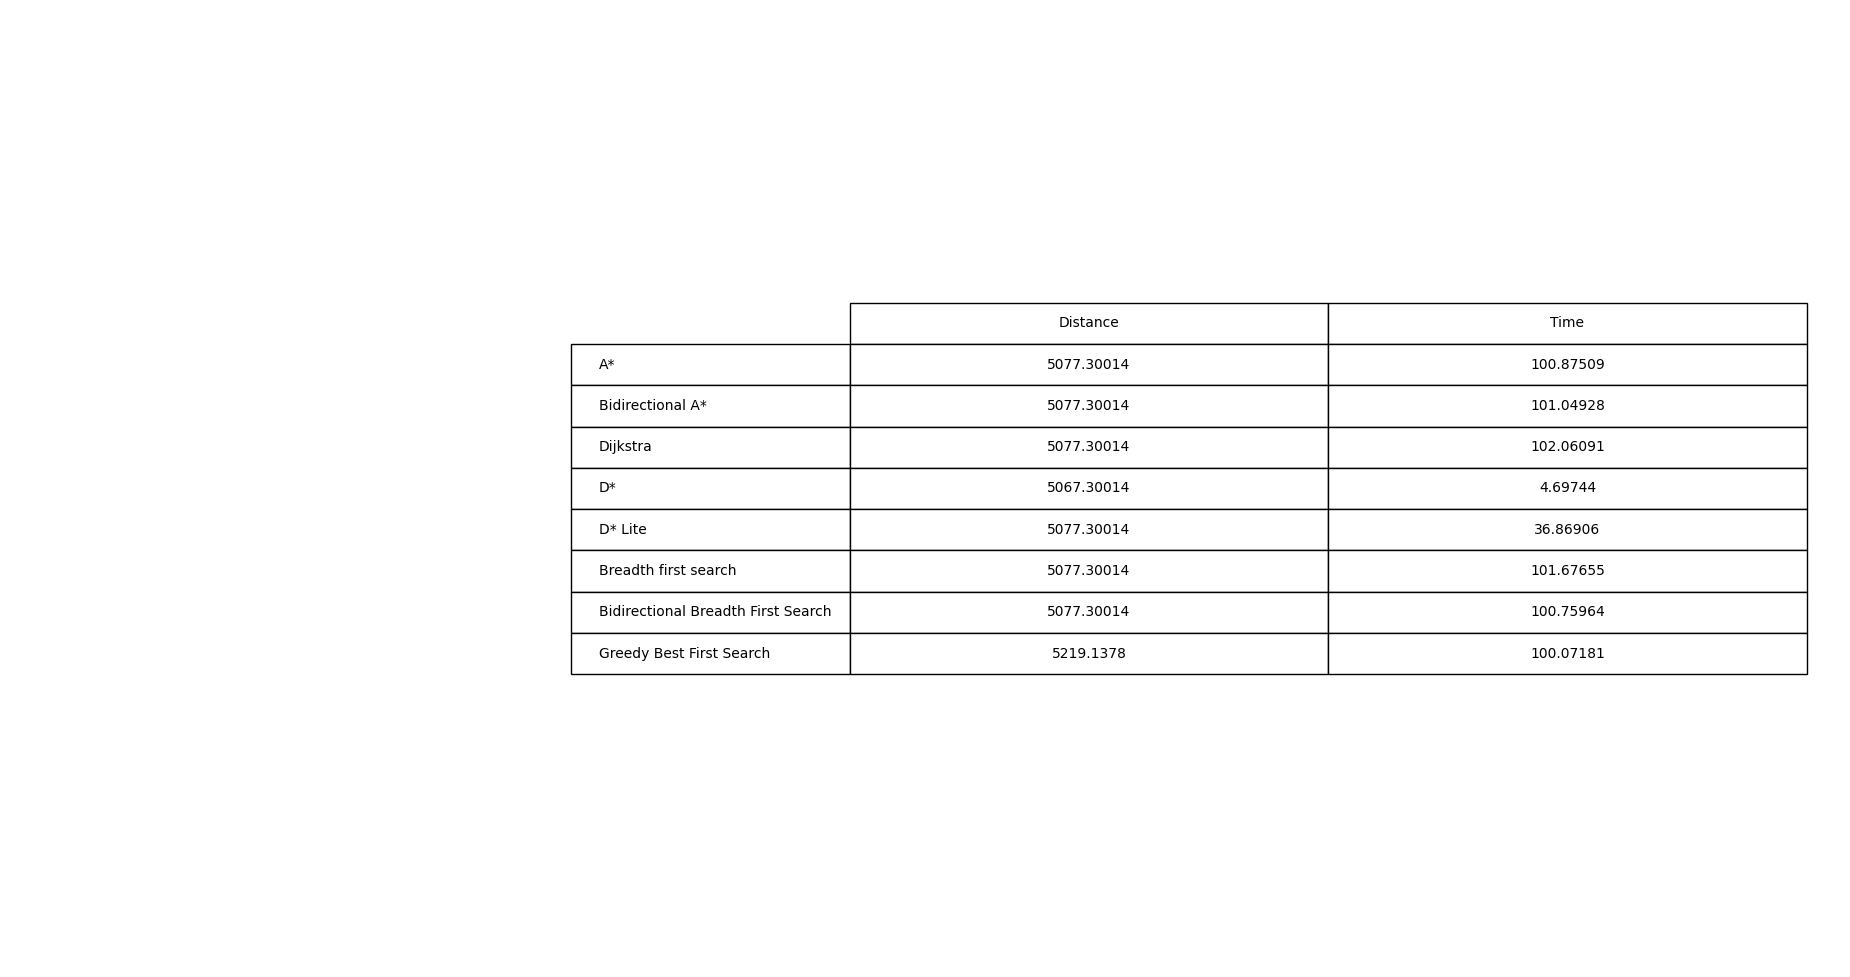 Distance Time
A* 5077.30014 100.87509
Bidirectional A* 5077.30014 101.04928
Dijkstra 5077.30014 102.06091
D* 5067.30014 4.69744
D* Lite 5077.30014 36.86906
Breadth first search 5077.30014 101.67655
Bidirectional Breadth First Search 5077.30014 100.75964
Greedy Best First Search 5219.1378 100.07181